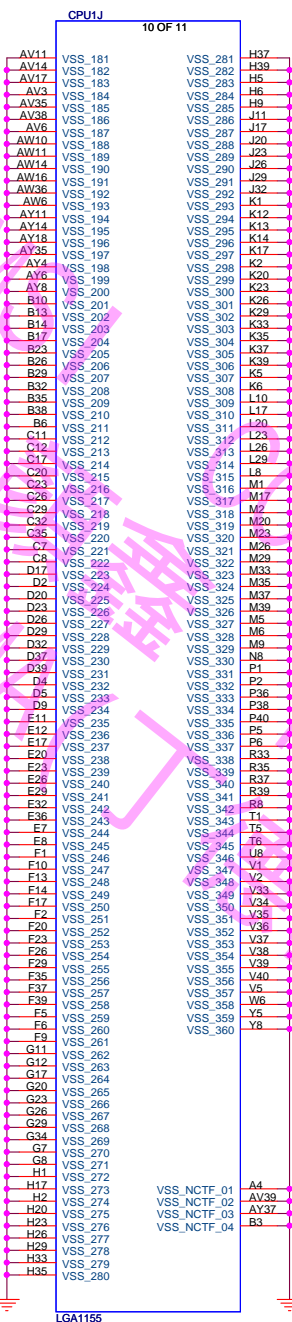 CPU1J
10 OF 11
AV11 VSS_181 VSS_281 H37
AV14 VSS_182 VSS_282 H39
AV17 VSS_183 VSS_283 H5
AV3 VSS_184 VSS_284 H6
AV35 VSS_185 VSS_285 H9
AV38 VSS_186 VSS_286 J11
AV6 VSS_187 VSS_287 J17
AW10 VSS_188 VSS_288 J20
AW11 VSS_189 VSS_289 J23
AW14 VSS_190 VSS_290 J26
AW16 VSS_191 VSS_291 J29
AW36 VSS_192 VSS_292 J32
AW6 VSS_193 VSS_293 K1
AY11 VSS_194 VSS_294 K12
AY14 VSS_195 VSS_295 K13
AY18 VSS_196 VSS_296 K14
AY35 VSS_197 VSS_297 K17
AY4 VSS_198 VSS_298 K2
AY6 VSS_199 VSS_299 K20
AY8 VSS_200 VSS_300 K23
B10 VSS_201 VSS_301 K26
B13 VSS_202 VSS_302 K29
B14 VSS_203 VSS_303 K33
B17 VSS_204 VSS_304 K35
B23 VSS_205 VSS_305 K37
B26 VSS_206 VSS_306 K39
B29 VSS_207 VSS_307 K5
B32 VSS_208 VSS_308 K6
B35 VSS_209 VSS_309 L10
B38 VSS_210 VSS_310 L17
B6 VSS_211 VSS_311 L20
C11 VSS_212 VSS_312 L23
C12 VSS_213 VSS_313 L26
C17 VSS_214 VSS_314 L29
C20 VSS_215 VSS_315 L8
C23 VSS_216 VSS_316 M1
C26 VSS_217 VSS_317 M17
C29 VSS_218 VSS_318 M2
C32 VSS_219 VSS_319 M20
C35 VSS_220 VSS_320 M23
C7 VSS_221 VSS_321 M26
C8 VSS_222 VSS_322 M29
D17 VSS_223 VSS_323 M33
D2 VSS_224 VSS_324 M35
D20 VSS_225 VSS_325 M37
D23 VSS_226 VSS_326 M39
D26 VSS_227 VSS_327 M5
D29 VSS_228 VSS_328 M6
D32 VSS_229 VSS_329 M9
D37 VSS_230 VSS_330 N8
D39 VSS_231 VSS_331 P1
D4 VSS_232 VSS_332 P2
D5 VSS_233 VSS_333 P36
D9 VSS_234 VSS_334 P38
E11 VSS_235 VSS_335 P40
E12 VSS_236 VSS_336 P5
E17 VSS_237 VSS_337 P6
E20 VSS_238 VSS_338 R33
E23 VSS_239 VSS_339 R35
E26 VSS_240 VSS_340 R37
E29 VSS_241 VSS_341 R39
E32 VSS_242 VSS_342 R8
E36 VSS_243 VSS_343 T1
E7 VSS_244 VSS_344 T5
E8 VSS_245 VSS_345 T6
F1 VSS_246 VSS_346 U8
F10 VSS_247 VSS_347 V1
F13 VSS_248 VSS_348 V2
F14 VSS_249 VSS_349 V33
F17 VSS_250 VSS_350 V34
F2 VSS_251 VSS_351 V35
F20 VSS_252 VSS_352 V36
F23 VSS_253 VSS_353 V37
F26 VSS_254 VSS_354 V38
F29 VSS_255 VSS_355 V39
F35 VSS_256 VSS_356 V40
F37 VSS_257 VSS_357 V5
F39 VSS_258 VSS_358 W6
F5 VSS_259 VSS_359 Y5
F6 VSS_260 VSS_360 Y8
F9 VSS_261
G11 VSS_262
G12 VSS_263
G17 VSS_264
G20 VSS_265
G23 VSS_266
G26 VSS_267
G29 VSS_268
G34 VSS_269
G7 VSS_270
G8 VSS_271
H1 VSS_272
H17 VSS_273 VSS_NCTF_01 A4
H2 VSS_274 VSS_NCTF_02 AV39
H20 VSS_275 VSS_NCTF_03 AY37
H23 VSS_276 VSS_NCTF_04 B3
H26 VSS_277
H29 VSS_278
H33 VSS_279
H35 VSS_280
LGA1155